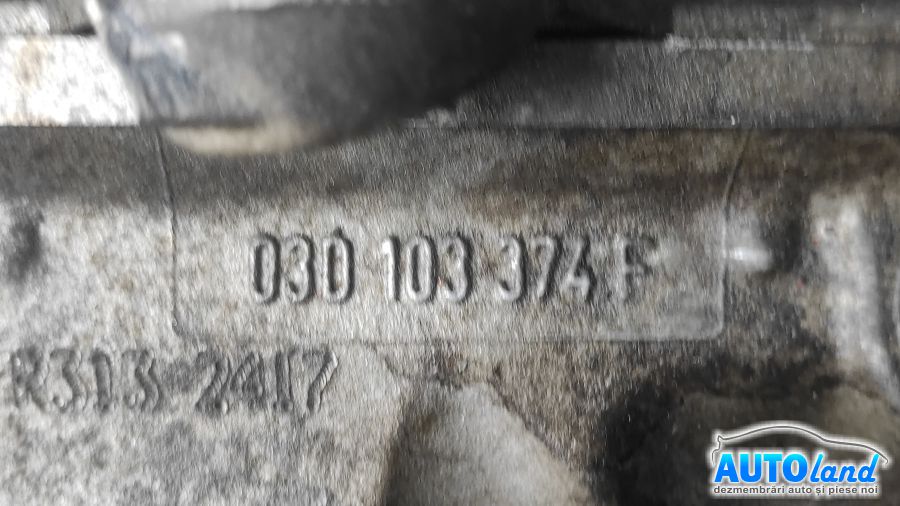 030 103 374 F
R313 2417
AUTOland
dezmembrări auto și piese noi